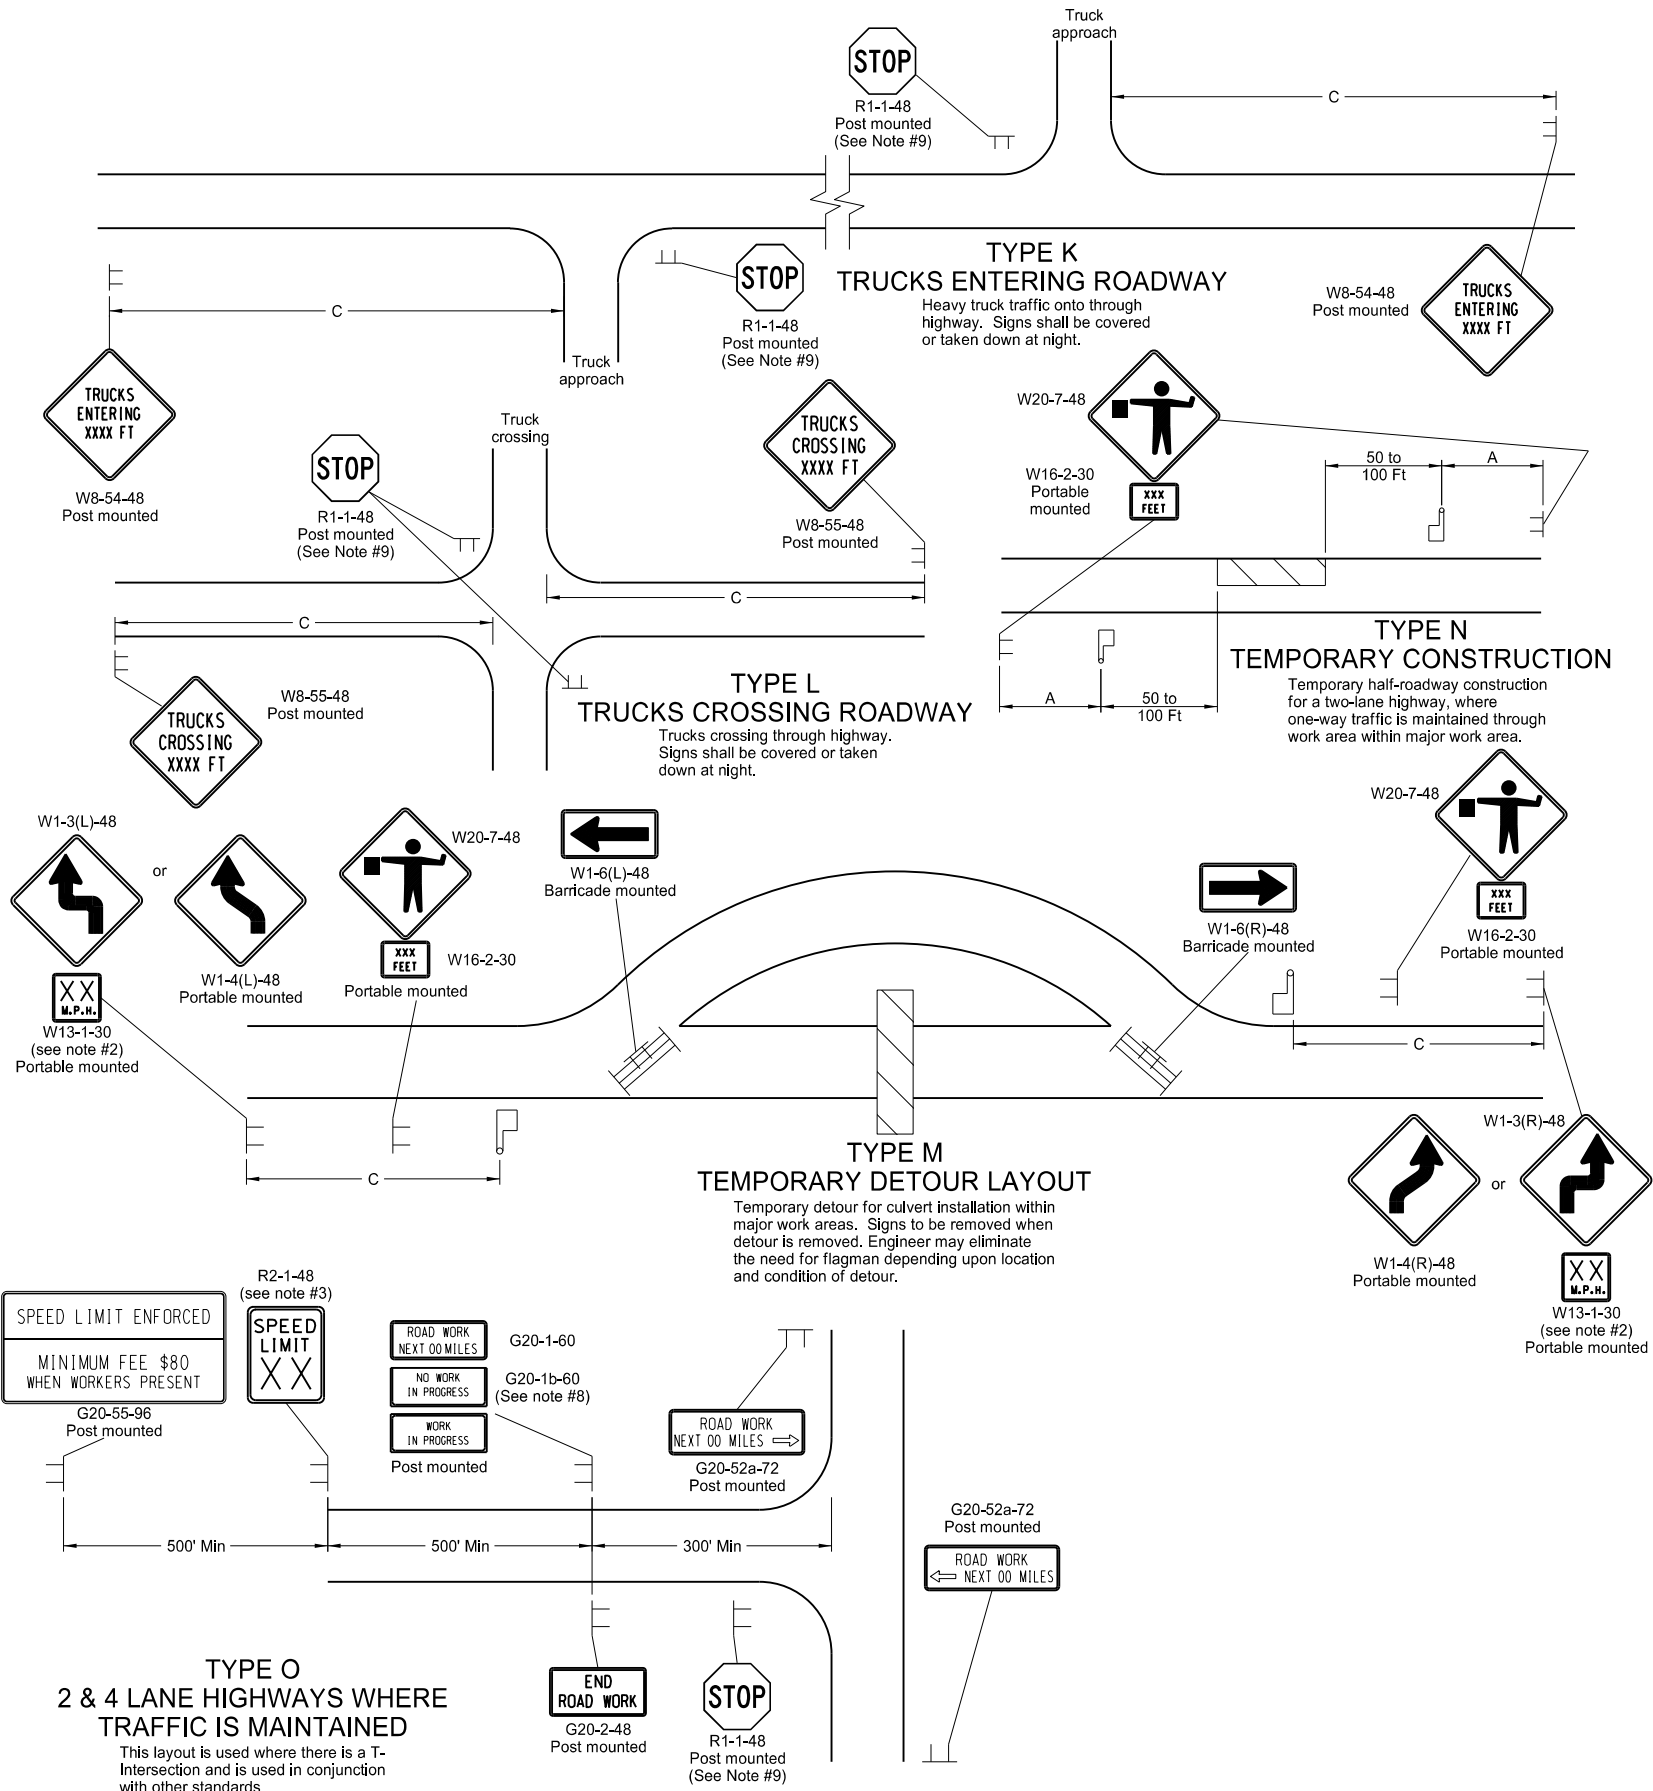 Truck
approach
STOP
R1-1-48
Post mounted
(See Note #9)
C
TYPE K
TRUCKS ENTERING ROADWAY
Heavy truck traffic onto through
highway. Signs shall be covered
or taken down at night.
STOP
R1-1-48
Post mounted
(See Note #9)
W8-54-48
Post mounted
TRUCKS
ENTERING
XXXX FT
C
Truck
approach
TRUCKS
ENTERING
XXXX FT
W8-54-48
Post mounted
Truck
crossing
STOP
R1-1-48
Post mounted
(See Note #9)
TRUCKS
CROSSING
XXXX FT
W8-55-48
Post mounted
C
C
W8-55-48
Post mounted
TRUCKS
CROSSING
XXXX FT
TYPE L
TRUCKS CROSSING ROADWAY
Trucks crossing through highway.
Signs shall be covered or taken
down at night.
W20-7-48
W16-2-30
Portable
mounted
XXX
FEET
50 to
100 Ft
A
A
50 to
100 Ft
TYPE N
TEMPORARY CONSTRUCTION
Temporary half-roadway construction
for a two-lane highway, where
one-way traffic is maintained through
work area within major work area.
W1-3(L)-48
or
W1-4(L)-48
Portable mounted
XX
M.P.H.
W13-1-30
(see note #2)
Portable mounted
W20-7-48
XXX
FEET
W16-2-30
Portable mounted
W1-6(L)-48
Barricade mounted
W1-6(R)-48
Barricade mounted
W20-7-48
XXX
FEET
W16-2-30
Portable mounted
C
C
TYPE M
TEMPORARY DETOUR LAYOUT
Temporary detour for culvert installation within
major work areas. Signs to be removed when
detour is removed. Engineer may eliminate
the need for flagman depending upon location
and condition of detour.
W1-3(R)-48
or
W1-4(R)-48
Portable mounted
XX
M.P.H.
W13-1-30
(see note #2)
Portable mounted
SPEED LIMIT ENFORCED
MINIMUM FEE $80
WHEN WORKERS PRESENT
G20-55-96
Post mounted
R2-1-48
(see note #3)
SPEED
LIMIT
XX
ROAD WORK
NEXT 00 MILES
G20-1-60
NO WORK
IN PROGRESS
G20-1b-60
(See note #8)
WORK
IN PROGRESS
Post mounted
ROAD WORK
NEXT 00 MILES
G20-52a-72
Post mounted
500' Min
500' Min
300' Min
G20-52a-72
Post mounted
ROAD WORK
NEXT 00 MILES
END
ROAD WORK
G20-2-48
Post mounted
STOP
R1-1-48
Post mounted
(See Note #9)
TYPE O
2 & 4 LANE HIGHWAYS WHERE
TRAFFIC IS MAINTAINED
This layout is used where there is a T-
Intersection and is used in conjunction
with other standards